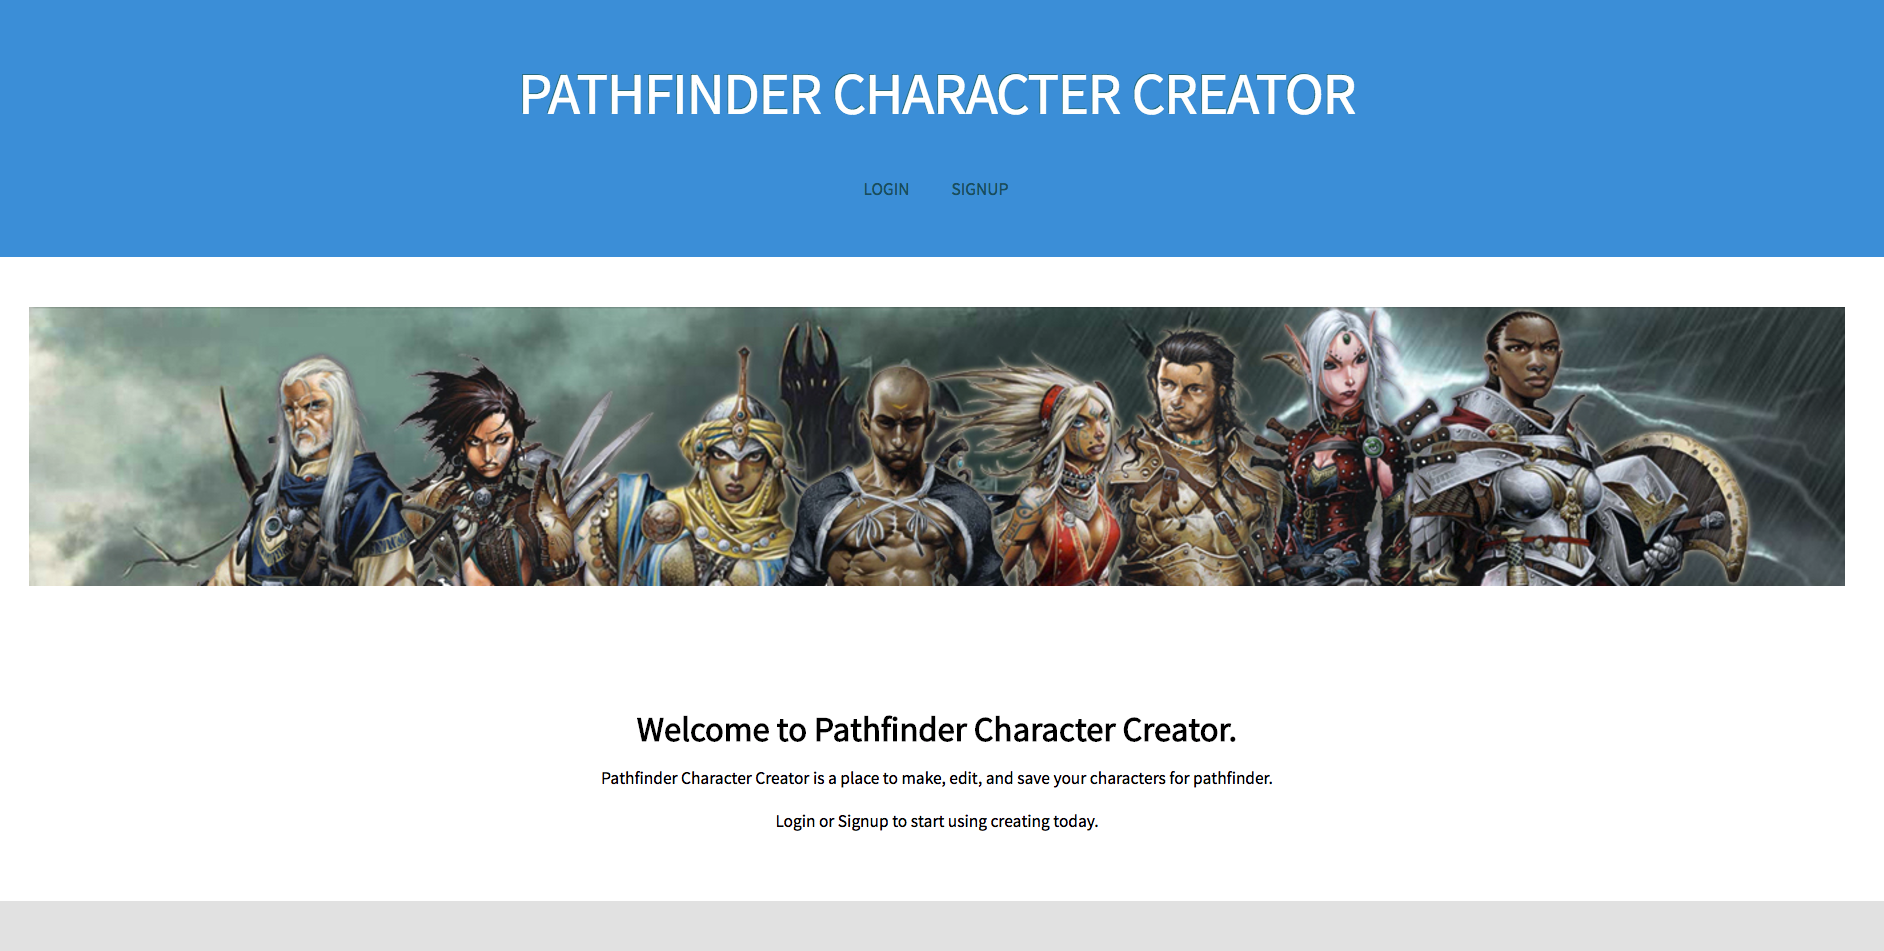 PATHFINDER CHARACTER CREATOR
LOGIN SIGNUP
Welcome to Pathfinder Character Creator.
Pathfinder Character Creator is a place to make, edit, and save your characters for pathfinder.
Login or Signup to start using creating today.